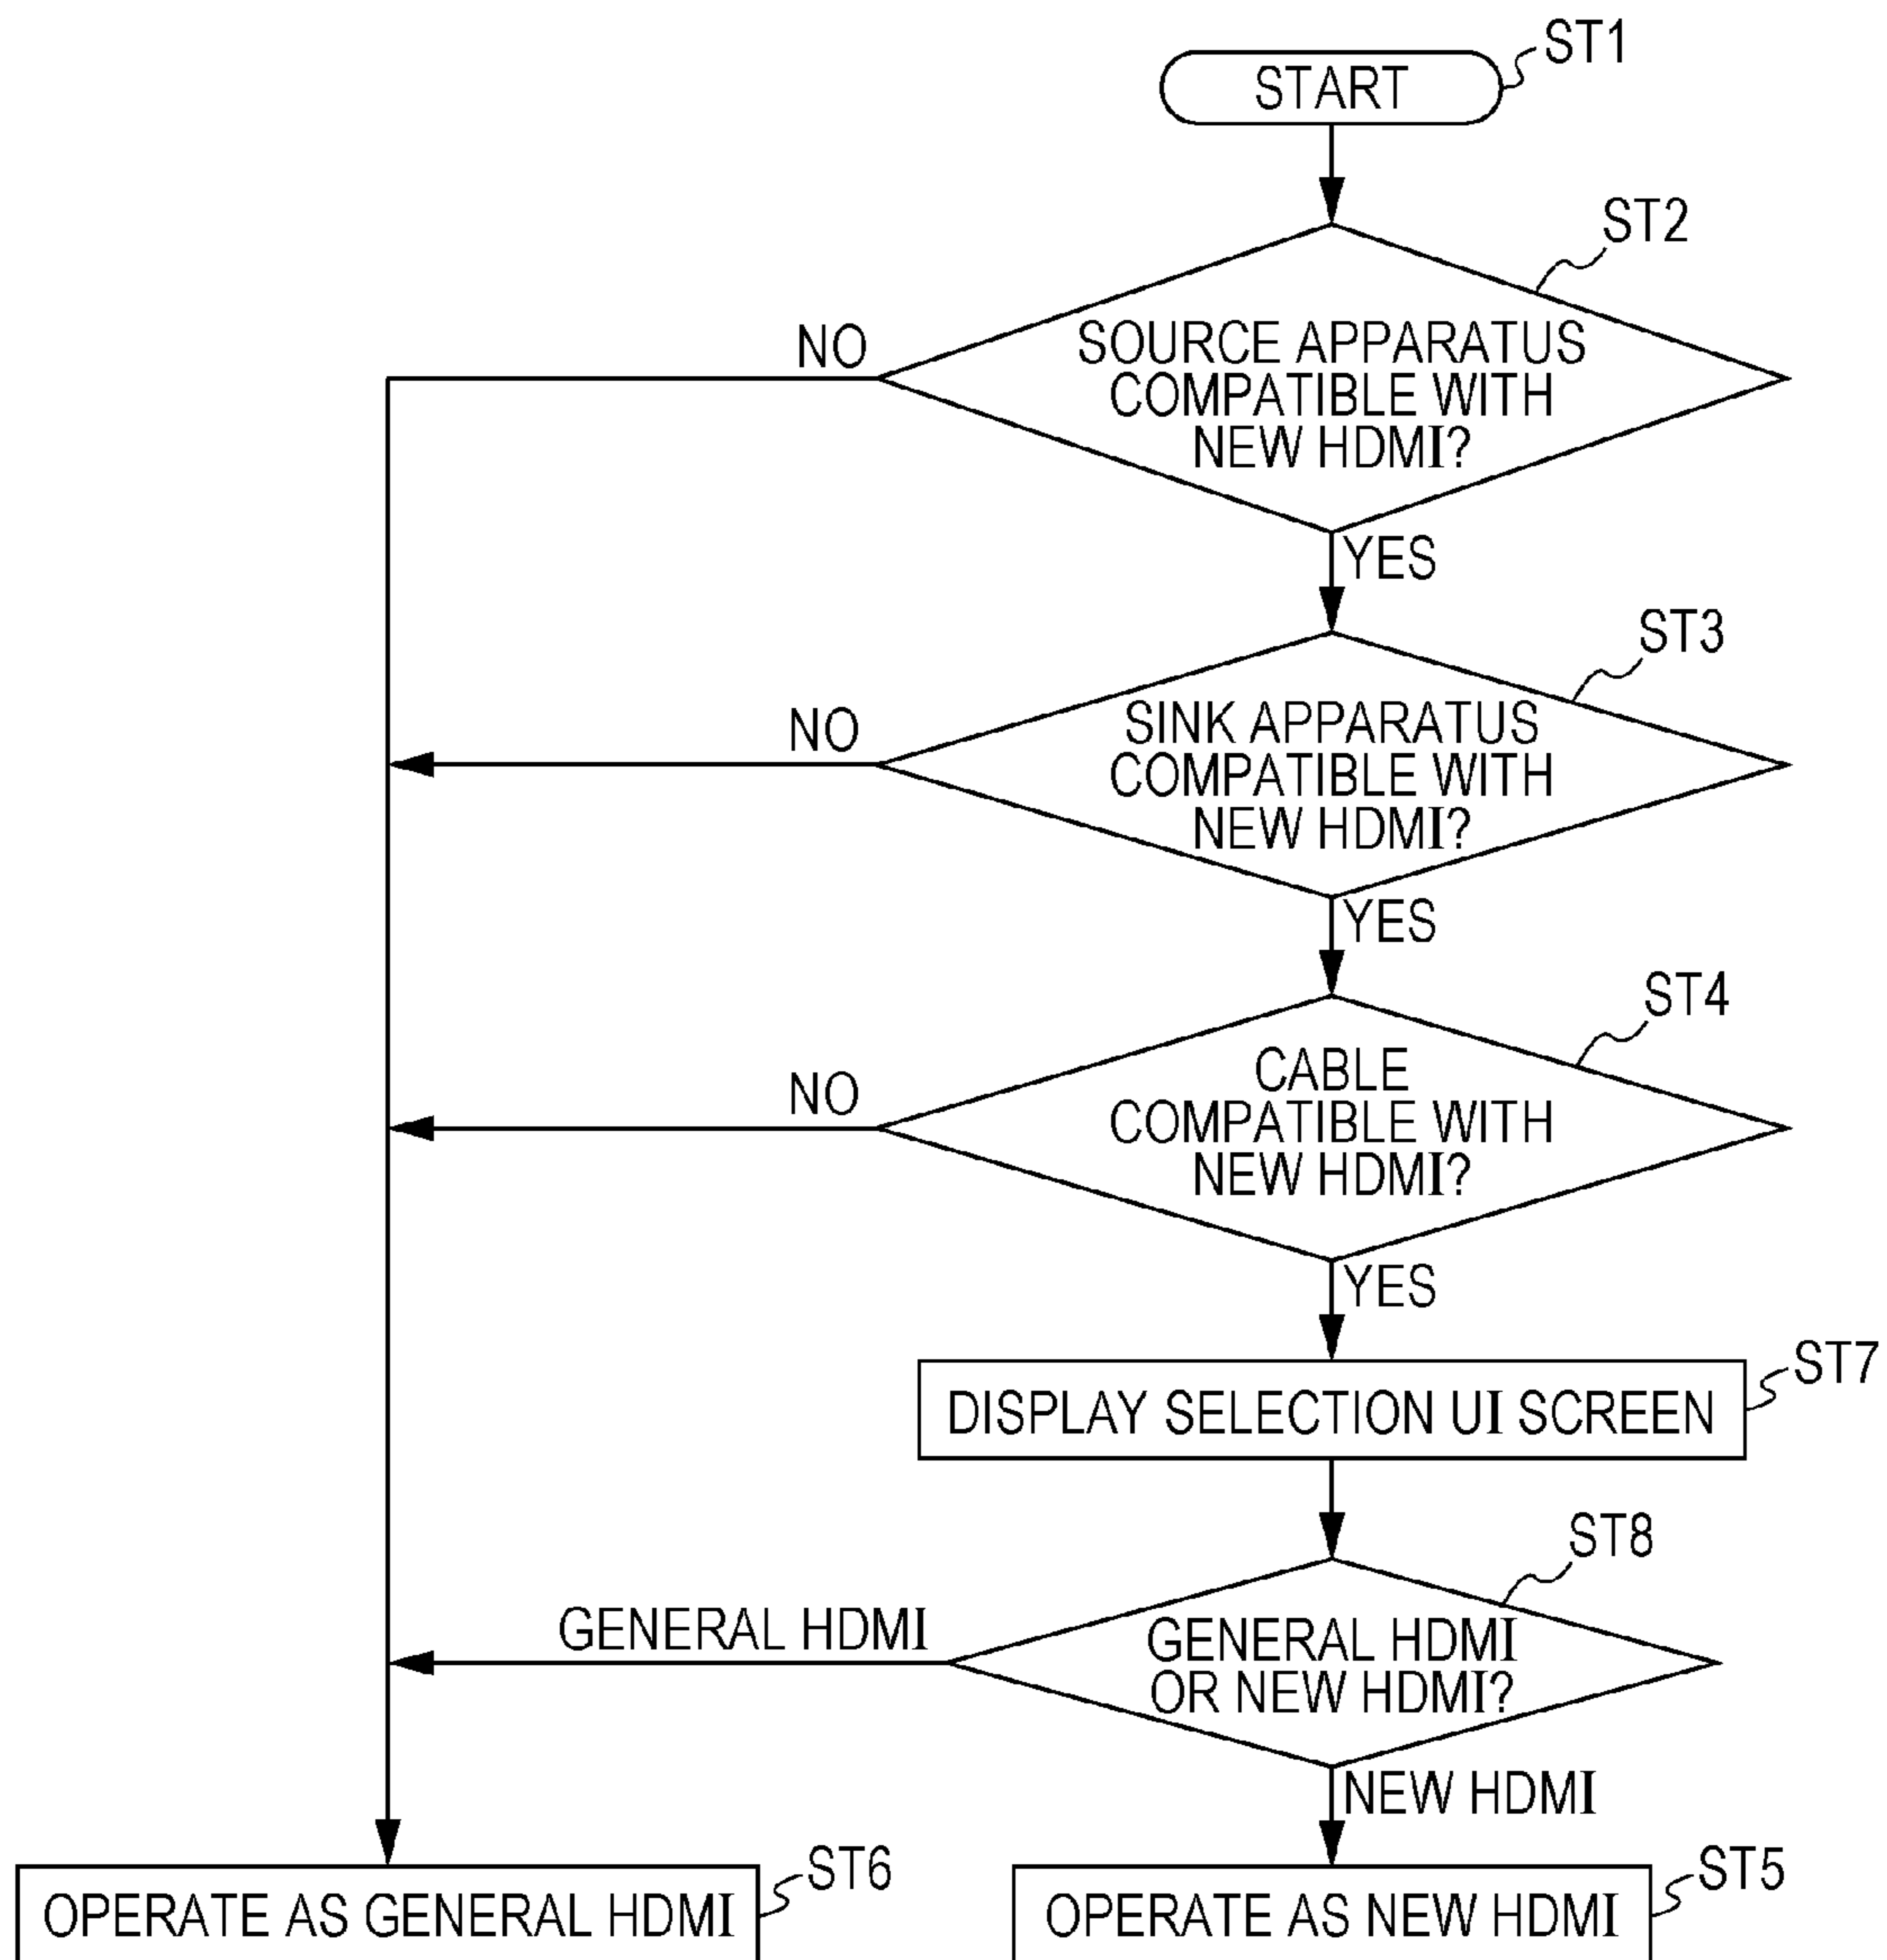 ST1
START
ST2
NO
SOURCE APPARATUS
COMPATIBLE WITH
NEW HDMI?
YES
ST3
NO
SINK APPARATUS
COMPATIBLE WITH
NEW HDMI?
YES
ST4
NO
CABLE
COMPATIBLE WITH
NEW HDMI?
YES
ST7
DISPLAY SELECTION UI SCREEN
ST8
GENERAL HDMI
GENERAL HDMI
OR NEW HDMI?
NEW HDMI
ST6
OPERATE AS GENERAL HDMI
ST5
OPERATE AS NEW HDMI